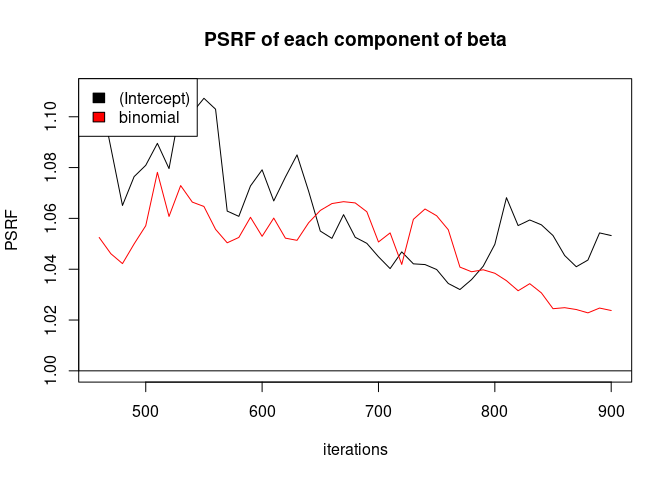 PSRF of each component of beta
(Intercept)
binomial
PSRF
1.10
1.08
1.06
1.04
1.02
1.00
500 600 700 800 900
iterations